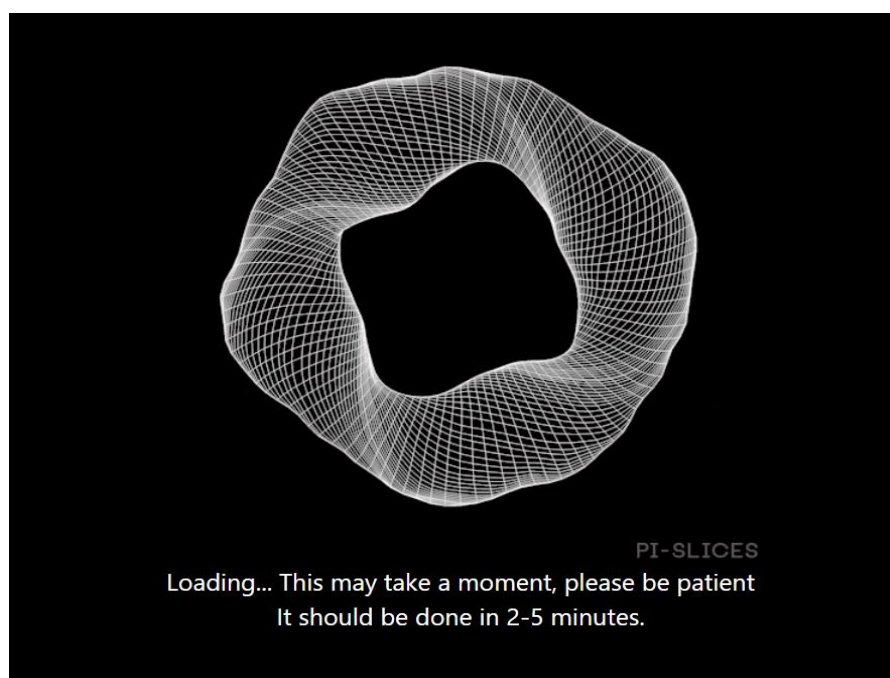 PI-SLICES
Loading... This may take a moment, please be patient
It should be done in 2-5 minutes.